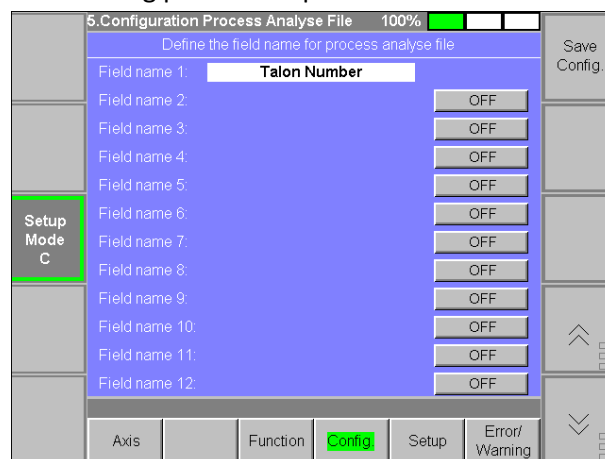 5.Configuration Process Analyse File 100%
Define the field name for process analyse file
Save
Config.
Field name 1: Talon Number
Field name 2: OFF
Field name 3: OFF
Field name 4: OFF
Field name 5: OFF
Field name 6: OFF
Setup
Mode
C
Field name 7: OFF
Field name 8: OFF
Field name 9: OFF
Field name 10: OFF
Field name 11: OFF
Field name 12: OFF
Axis Function Config. Setup Error/
Warning